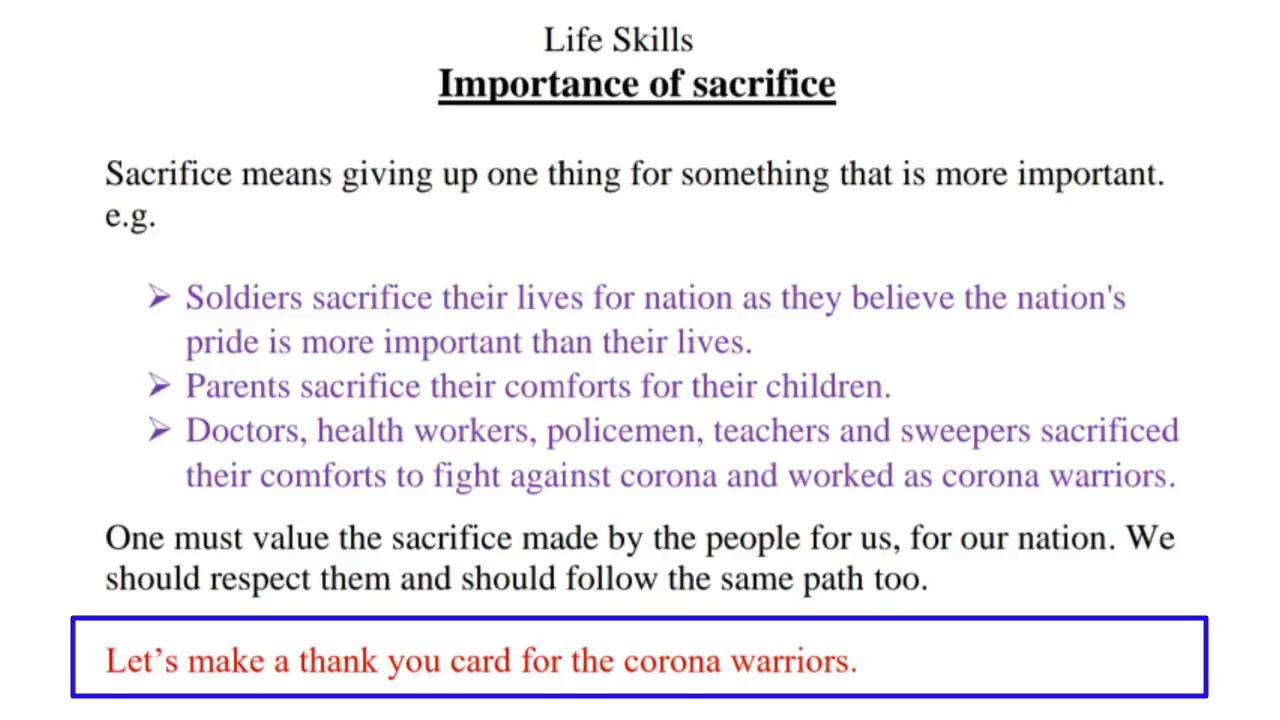 Life Skills
Importance of sacrifice
Sacrifice means giving up one thing for something that is more important.
e.g.
➢ Soldiers sacrifice their lives for nation as they believe the nation's
pride is more important than their lives.
➢ Parents sacrifice their comforts for their children.
➢ Doctors, health workers, policemen, teachers and sweepers sacrificed
their comforts to fight against corona and worked as corona warriors.
One must value the sacrifice made by the people for us, for our nation. We
should respect them and should follow the same path too.
Let’s make a thank you card for the corona warriors.